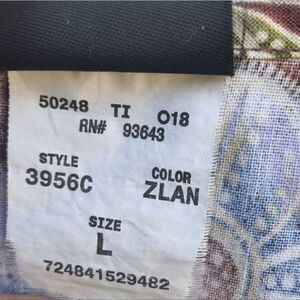 50248 TI 018
RN# 93643
STYLE COLOR
3956C ZLAN
SIZE
L
724841529482